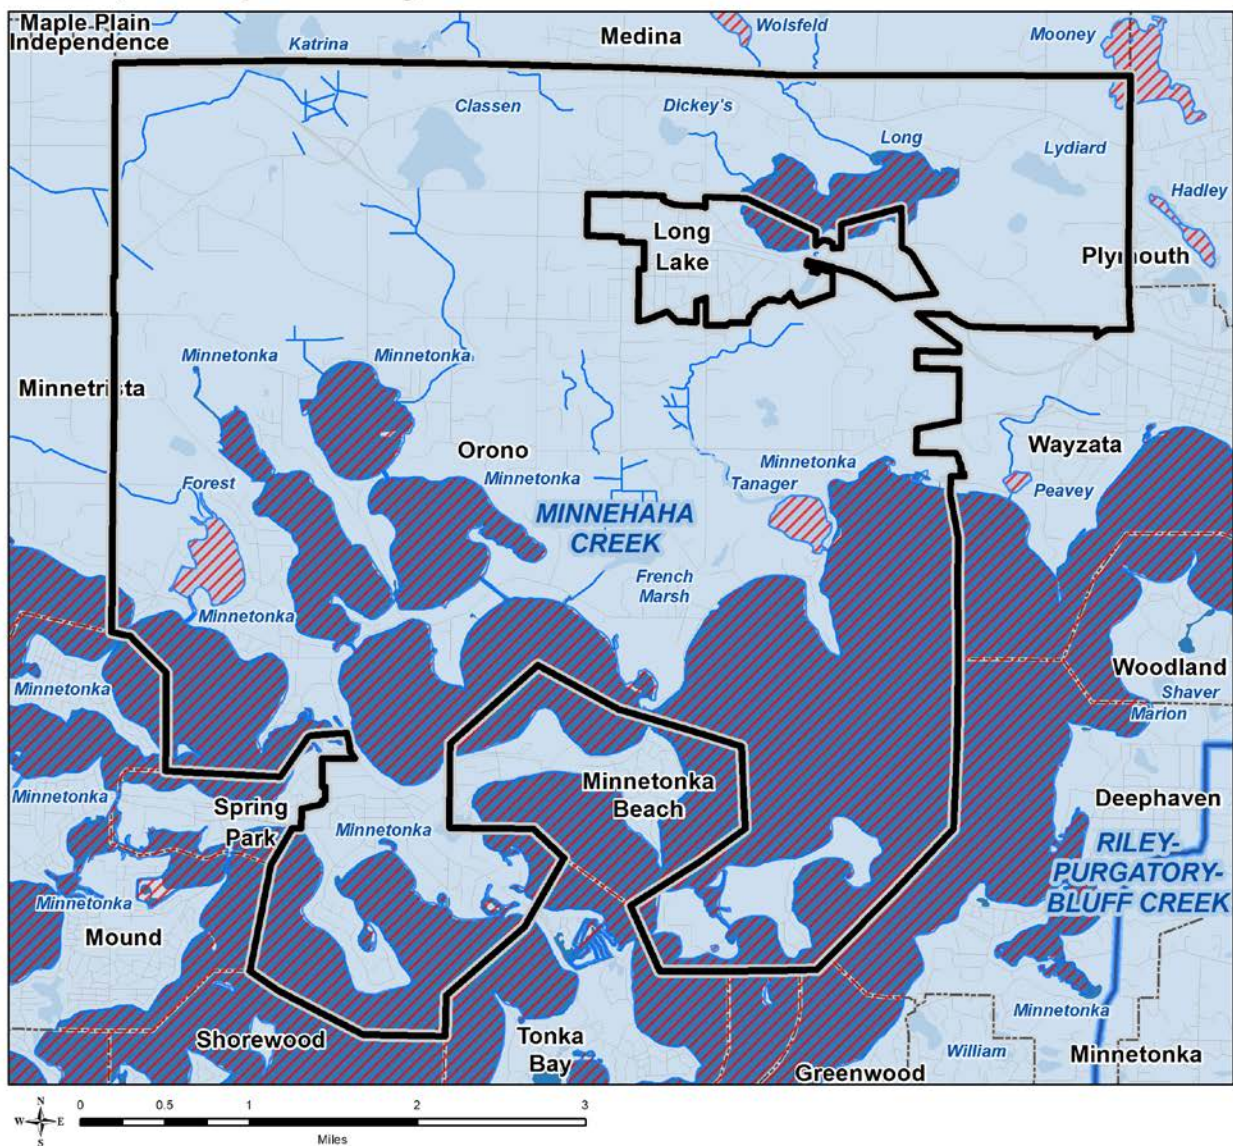 Maple Plain
Independence
Katrina
Medina
Wolsfeld
Mooney
Classen
Dickey's
Long
Lydiard
Hadley
Long
Lake
Plymouth
Minnetonka
Minnetonka
Minnetrista
Orono
Minnetonka
Minnetonka
Wayzata
Forest
Tanager
Peavey
MINNEHAHA
CREEK
French
Marsh
Minnetonka
Minnetonka
Woodland
Shaver
Marion
Minnetonka
Minnetonka
Beach
Spring
Park
Minnetonka
Deephaven
RILEY-
PURGATORY-
BLUFF CREEK
Minnetonka
Mound
Minnetonka
Shorewood
Tonka
Bay
William
Minnetonka
Greenwood
N
W E
S
0 0.5 1 2 3
Miles